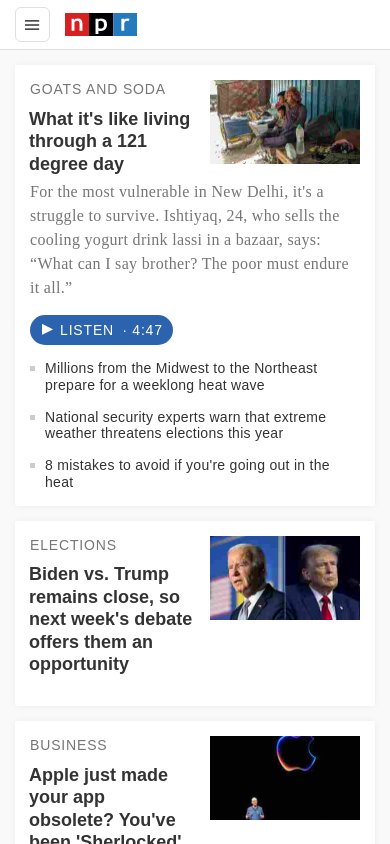 npr
GOATS AND SODA
What it's like living
through a 121
degree day
For the most vulnerable in New Delhi, it's a
struggle to survive. Ishtiyaq, 24, who sells the
cooling yogurt drink lassi in a bazaar, says:
“What can I say brother? The poor must endure
it all.”
LISTEN · 4:47
Millions from the Midwest to the Northeast
prepare for a weeklong heat wave
National security experts warn that extreme
weather threatens elections this year
8 mistakes to avoid if you're going out in the
heat
ELECTIONS
Biden vs. Trump
remains close, so
next week's debate
offers them an
opportunity
BUSINESS
Apple just made
your app
obsolete? You've
been 'Sherlocked'